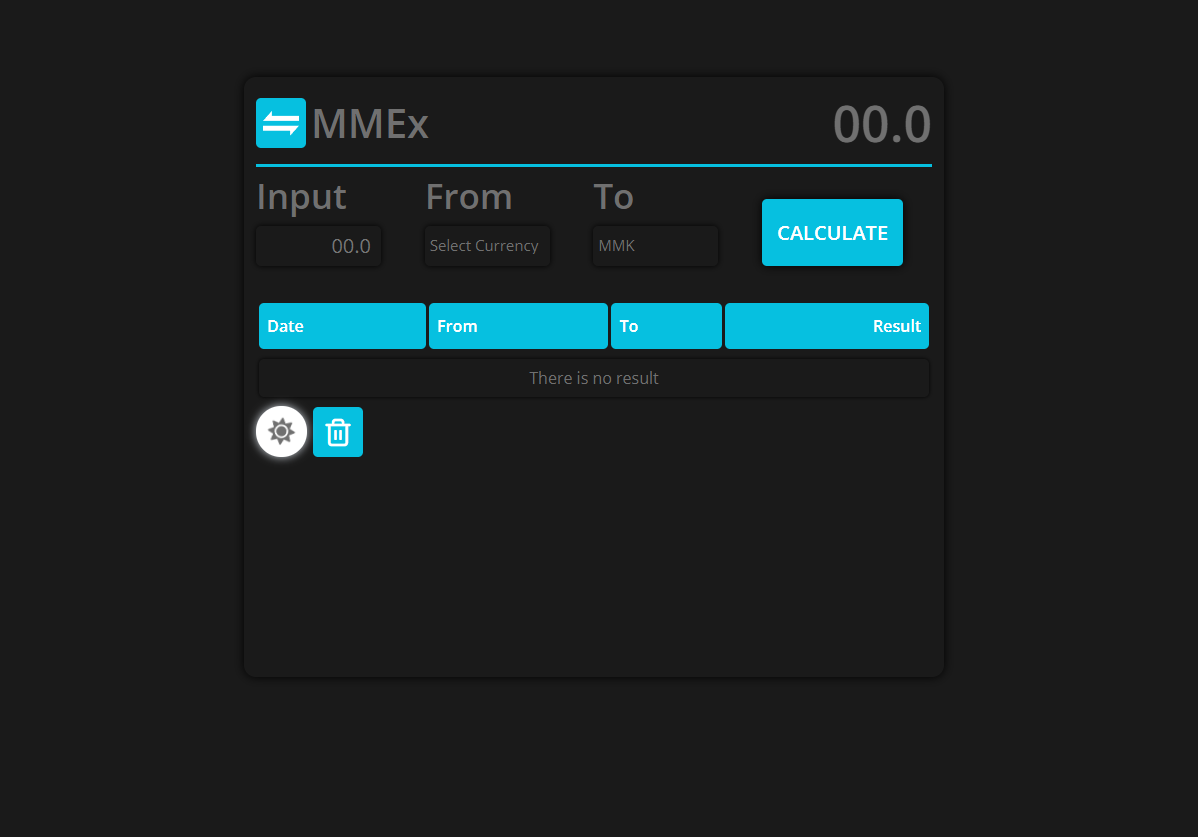 MMEx 00.0
Input From To
00.0 Select Currency MMK CALCULATE
Date From To Result
There is no result